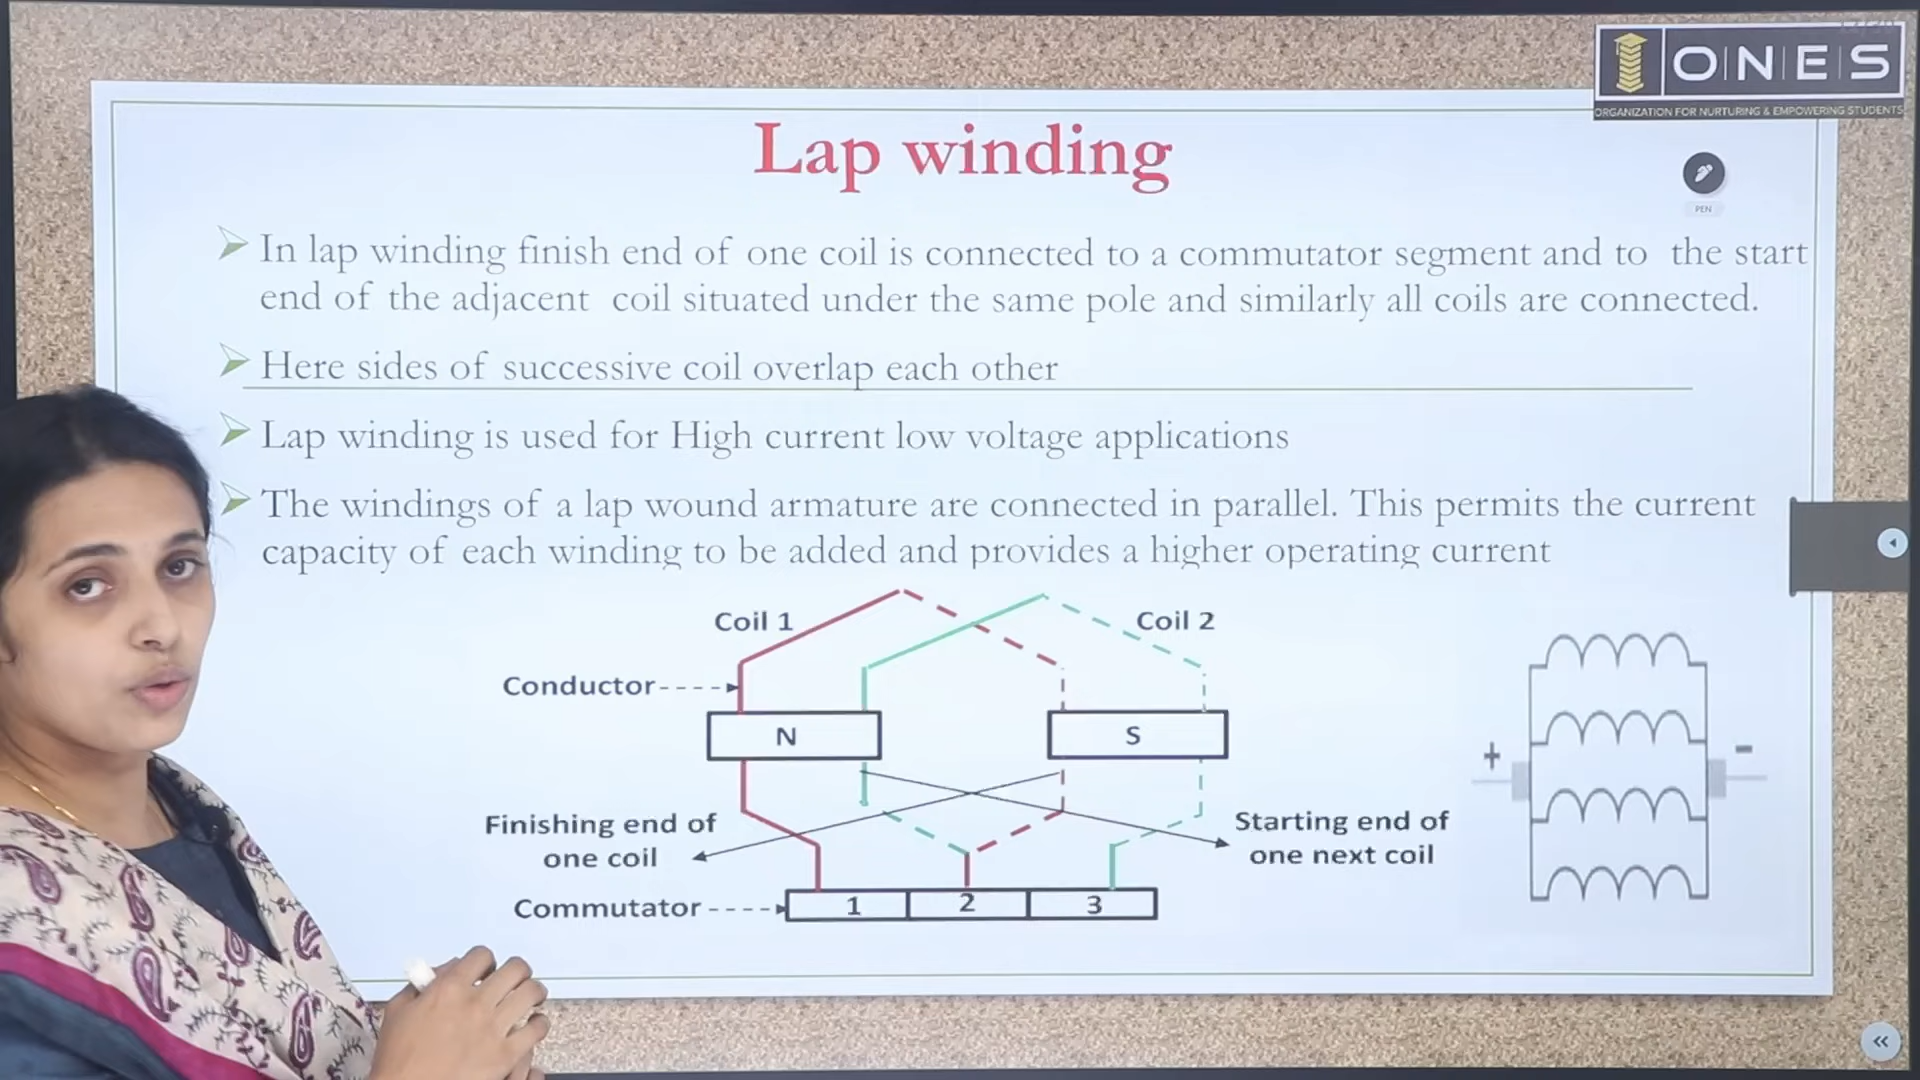 O|N|E|S
ORGANIZATION FOR NURTURING & EMPOWERING STUDENTS
Lap winding
PEN
In lap winding finish end of one coil is connected to a commutator segment and to the start
end of the adjacent coil situated under the same pole and similarly all coils are connected.
Here sides of successive coil overlap each other
Lap winding is used for High current low voltage applications
The windings of a lap wound armature are connected in parallel. This permits the current
capacity of each winding to be added and provides a higher operating current
Coil 1
Coil 2
Conductor
N
S
+
-
Finishing end of
one coil
Starting end of
one next coil
Commutator
1
2
3